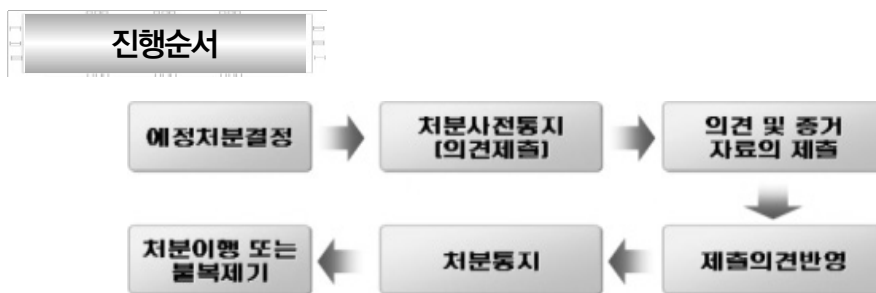 진행순서
예정처분결정
처분사전통지
(의견제출)
의견 및 증거
자료의 제출
제출의견반영
처분통지
처분이행 또는
불복제기